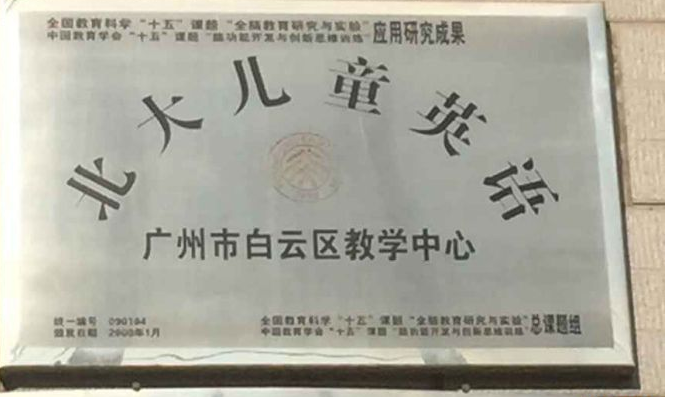 全国教育科学“十五”课题“全脑教育研究与实验”
中国教育学会“十五”课题“脑功能开发与创新思维训练”
应用研究成果
北大儿童英语
广州市白云区教学中心
统一编号 090104
颁发日期 2008年1月
全国教育科学“十五”课题“全脑教育研究与实验”
中国教育学会“十五”课题“脑功能开发与创新思维训练”
总课题组